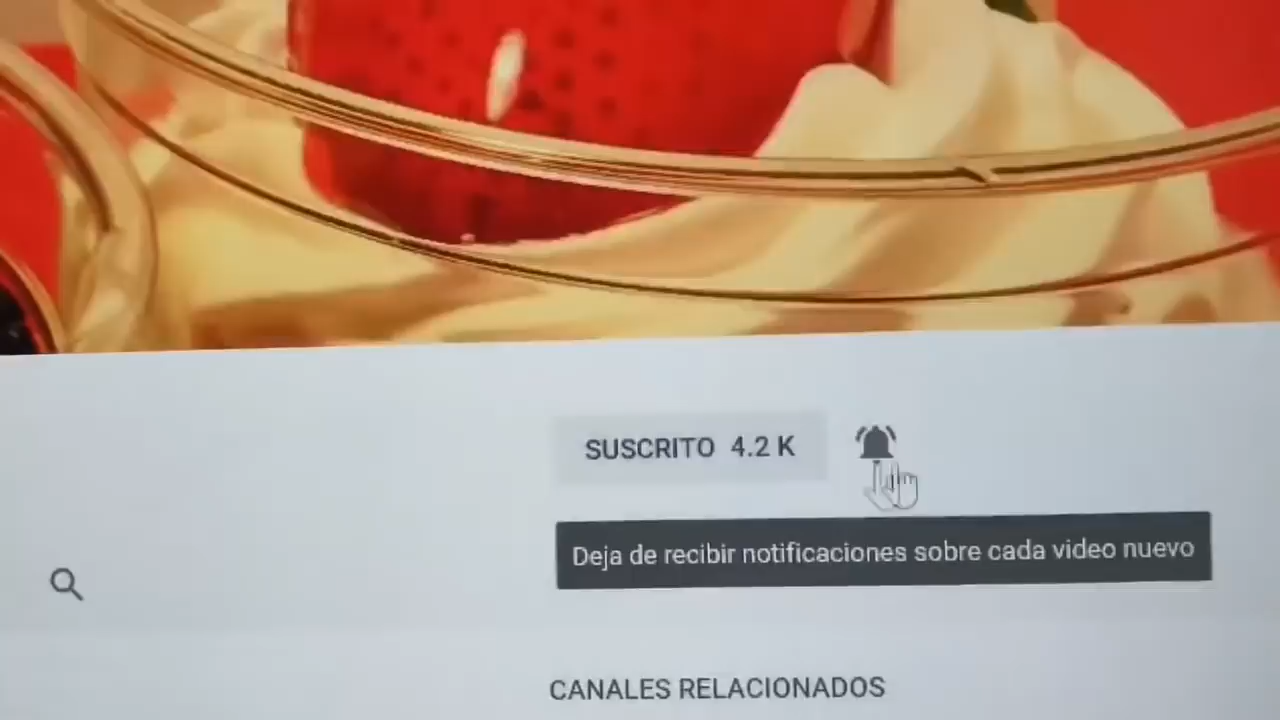 SUSCRITO 4.2 K
Deja de recibir notificaciones sobre cada video nuevo
CANALES RELACIONADOS